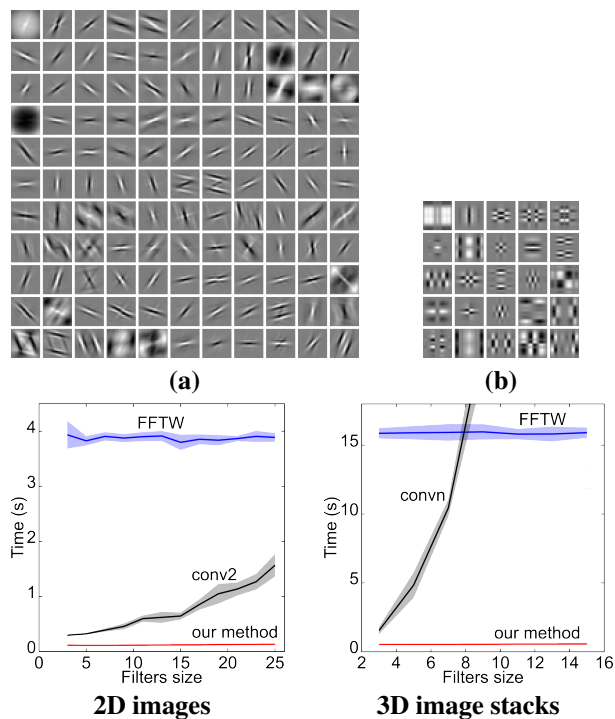 (a)
(b)
FFTW
4
3
Time (s)
2
1
0
conv2
our method
0 5 10 15 20 25
Filters size
2D images
FFTW
15
convn
Time (s)
10
5
0
our method
2 4 6 8 10 12 14 16
Filters size
3D image stacks